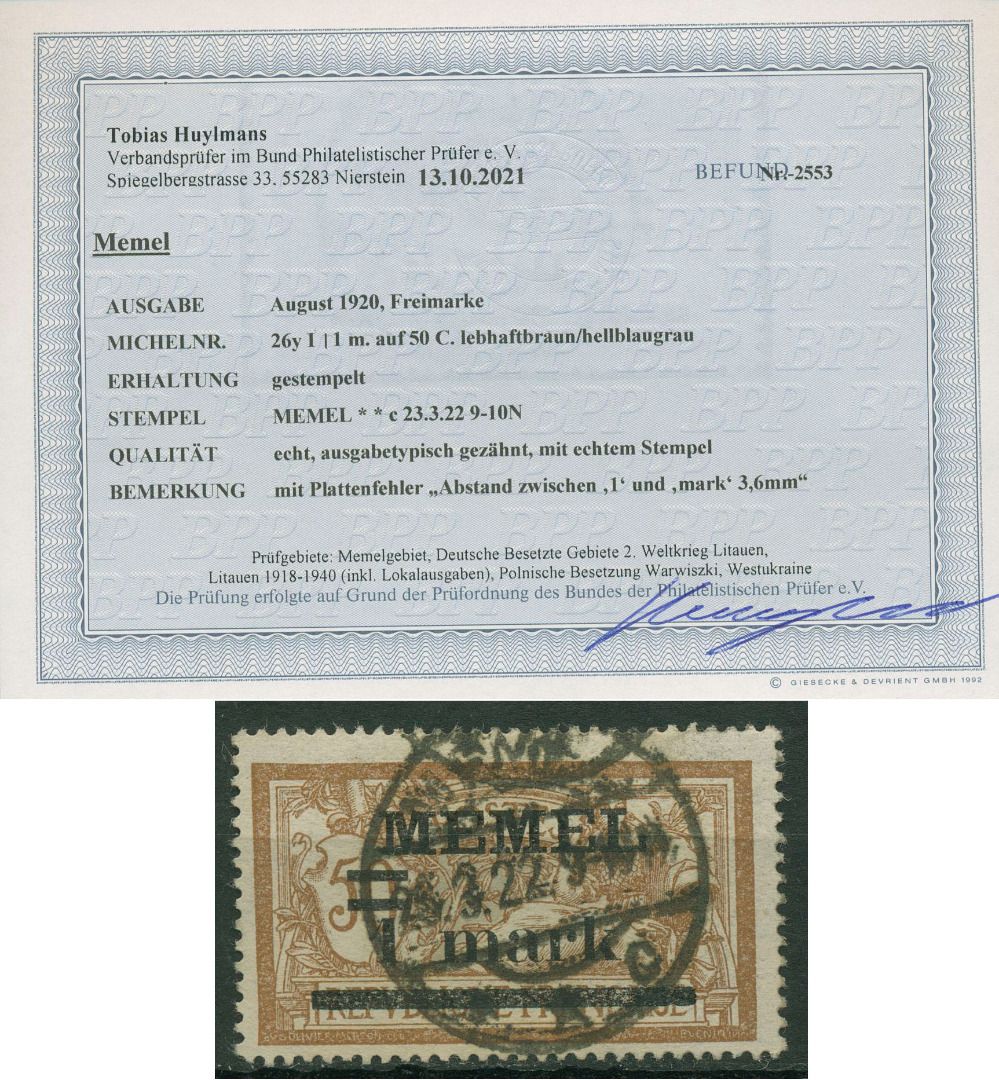 Tobias Huylmans
Verbandsprüfer im Bund Philatelistischer Prüfer e. V.
Spiegelbergstrasse 33, 55283 Nierstein 13.10.2021
BEFUND Nr.-2553
Memel
AUSGABE August 1920, Freimarke
MICHELNR. 26y I | 1 m. auf 50 C. lebhaftbraun/hellblaugrau
ERHALTUNG gestempelt
STEMPEL MEMEL * * c 23.3.22 9-10N
QUALITÄT echt, ausgabetypisch gezähnt, mit echtem Stempel
BEMERKUNG mit Plattenfehler „Abstand zwischen ‚1‘ und ‚mark‘ 3,6mm“
Prüfgebiete: Memelgebiet, Deutsche Besetzte Gebiete 2. Weltkrieg Litauen,
Litauen 1918-1940 (inkl. Lokalausgaben), Polnische Besetzung Warwiszki, Westukraine
Die Prüfung erfolgte auf Grund der Prüfordnung des Bundes der Philatelistischen Prüfer e.V.
© GIESECKE & DEVRIENT GMBH 1992
MEMEL
50
1 mark
c